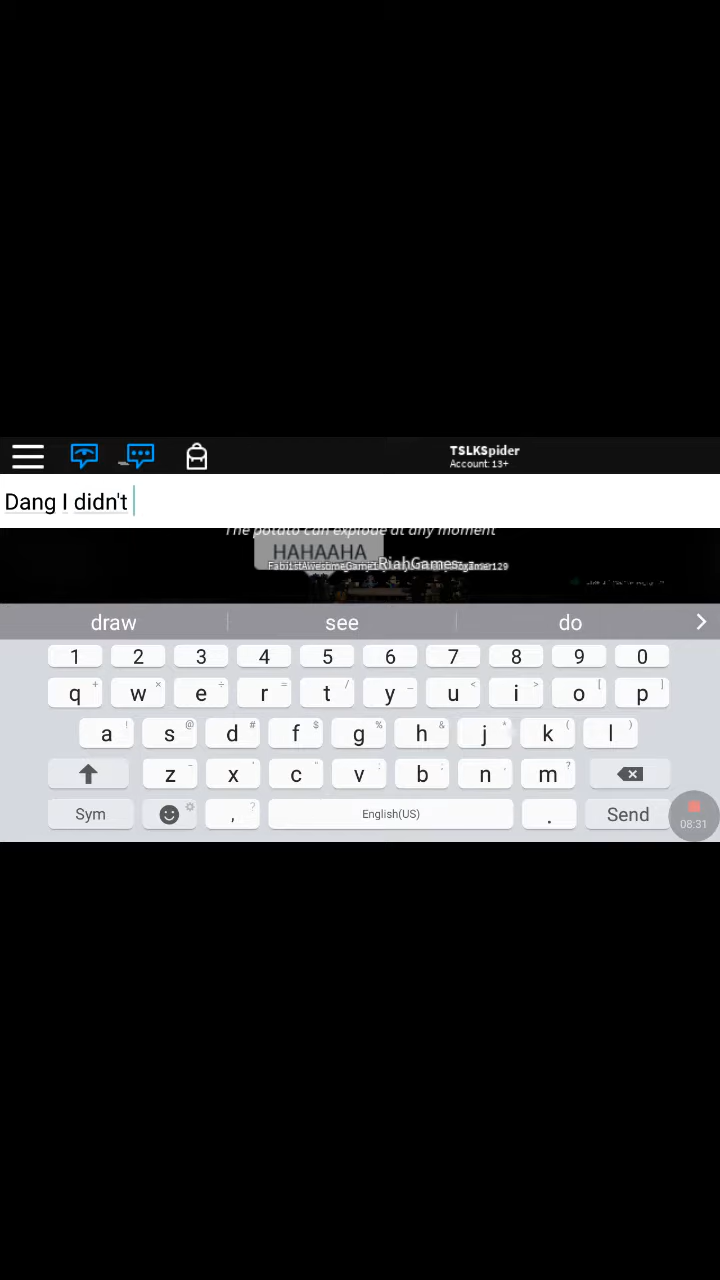 TSLKSpider
Account: 13+
Dang I didn't
The potato can explode at any moment
HAHAAHA
RiahGames
draw see do
1 2 3 4 5 6 7 8 9 0
q w e r t y u i o p
a s d f g h j k l
z x c v b n m
Sym , English(US) . Send
08:31